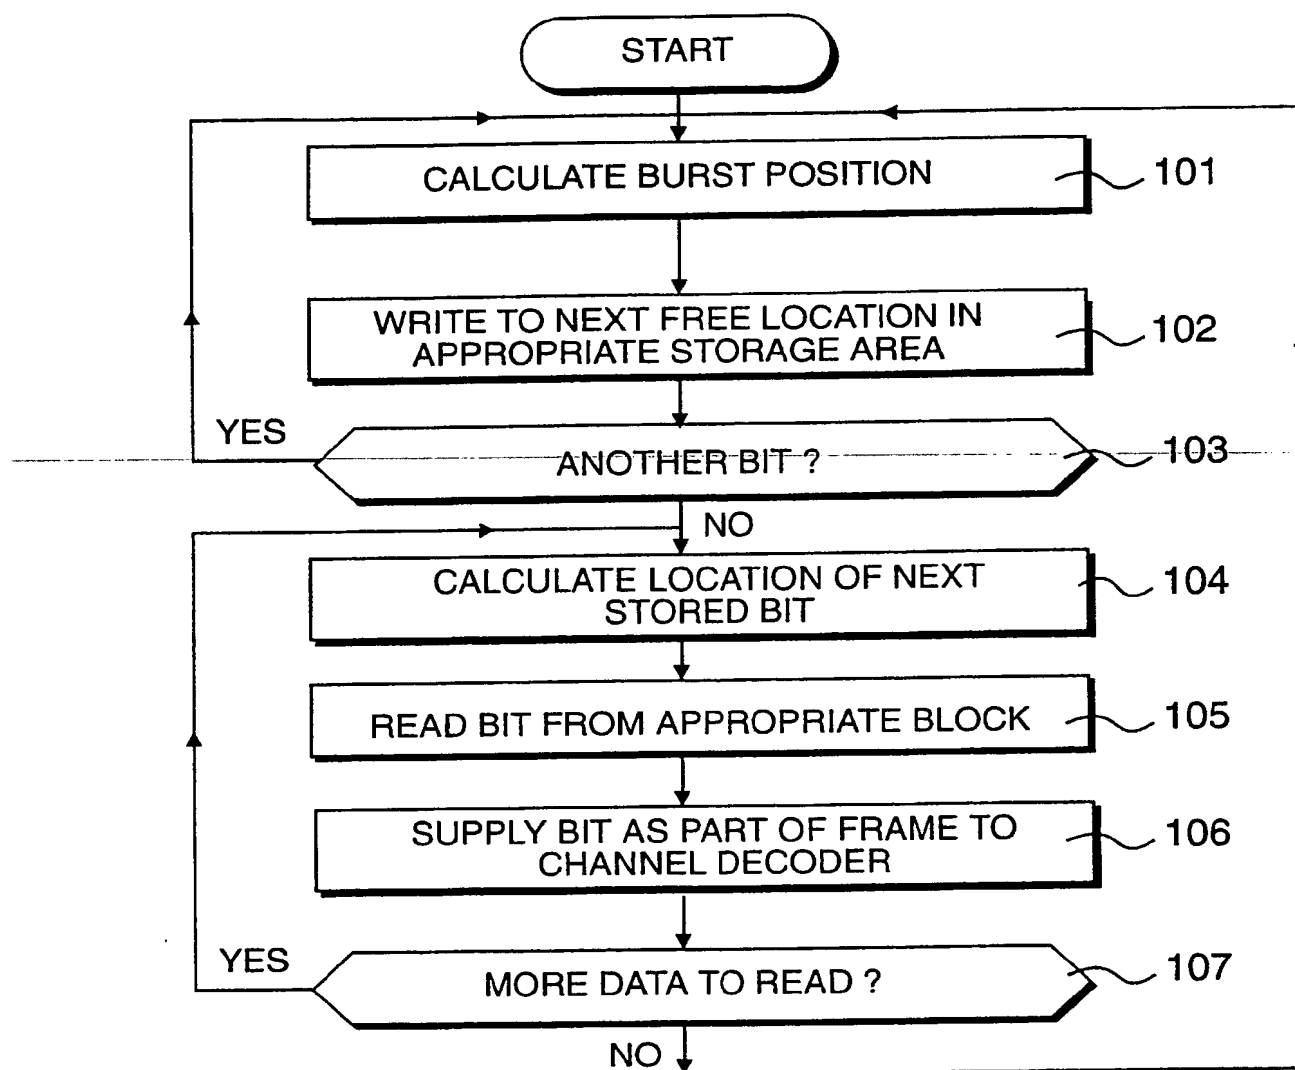 START
CALCULATE BURST POSITION
101
WRITE TO NEXT FREE LOCATION IN
APPROPRIATE STORAGE AREA
102
YES
ANOTHER BIT ?
103
NO
CALCULATE LOCATION OF NEXT
STORED BIT
104
READ BIT FROM APPROPRIATE BLOCK
105
SUPPLY BIT AS PART OF FRAME TO
CHANNEL DECODER
106
YES
MORE DATA TO READ ?
107
NO